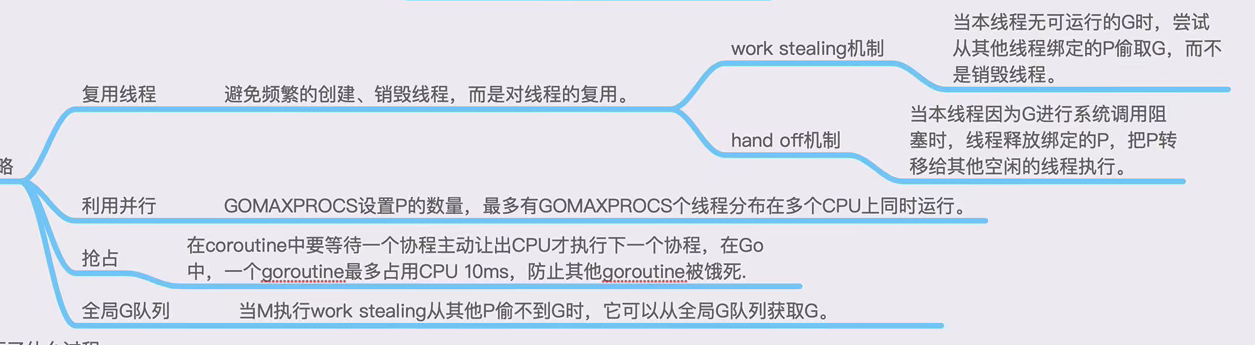 略
复用线程
避免频繁的创建、销毁线程，而是对线程的复用。
work stealing机制
当本线程无可运行的G时，尝试
从其他线程绑定的P偷取G，而不
是销毁线程。
hand off机制
当本线程因为G进行系统调用阻
塞时，线程释放绑定的P，把P转
移给其他空闲的线程执行。
利用并行
GOMAXPROCS设置P的数量，最多有GOMAXPROCS个线程分布在多个CPU上同时运行。
抢占
在coroutine中要等待一个协程主动让出CPU才执行下一个协程，在Go
中，一个goroutine最多占用CPU 10ms，防止其他goroutine被饿死.
全局G队列
当M执行work stealing从其他P偷不到G时，它可以从全局G队列获取G。